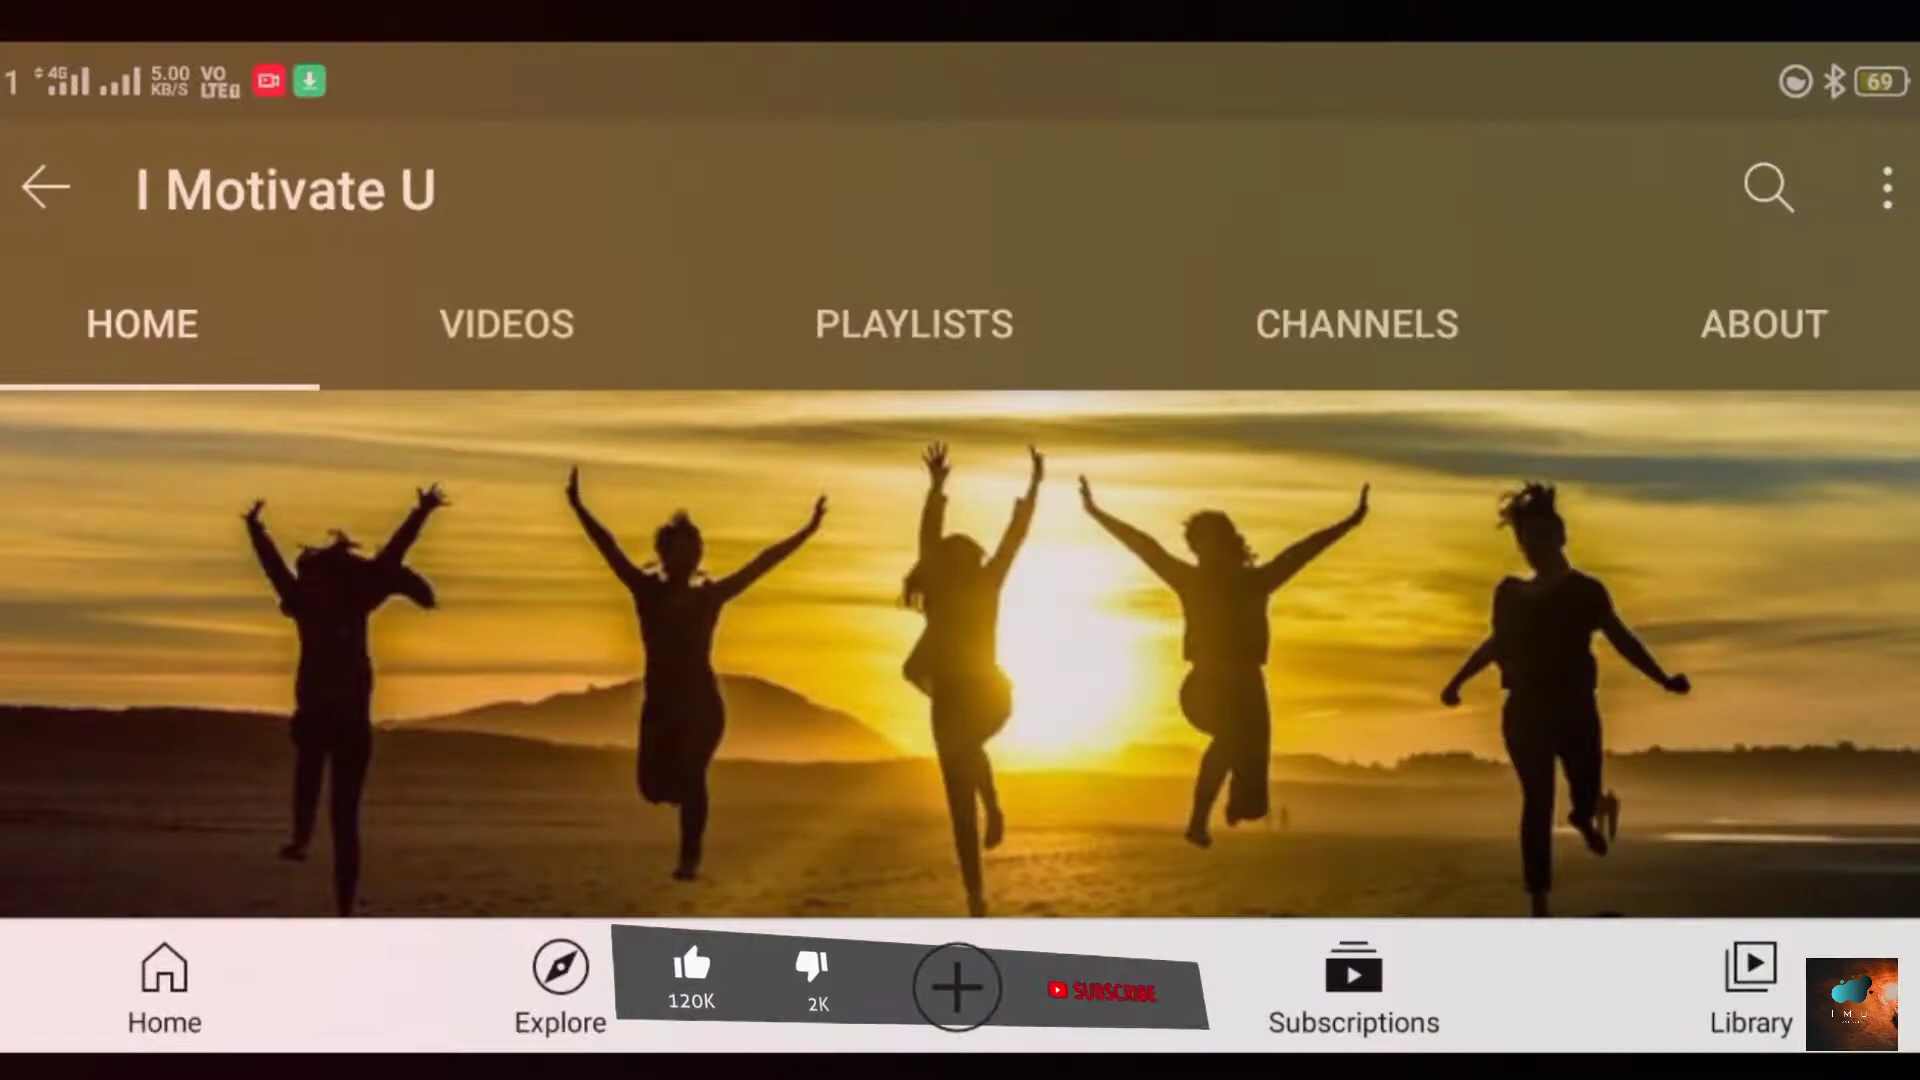 1 4G 5.00 KB/S VO LTE 69
I Motivate U
HOME VIDEOS PLAYLISTS CHANNELS ABOUT
120K 2K SUBSCRIBE
Home Explore Subscriptions Library
I M U